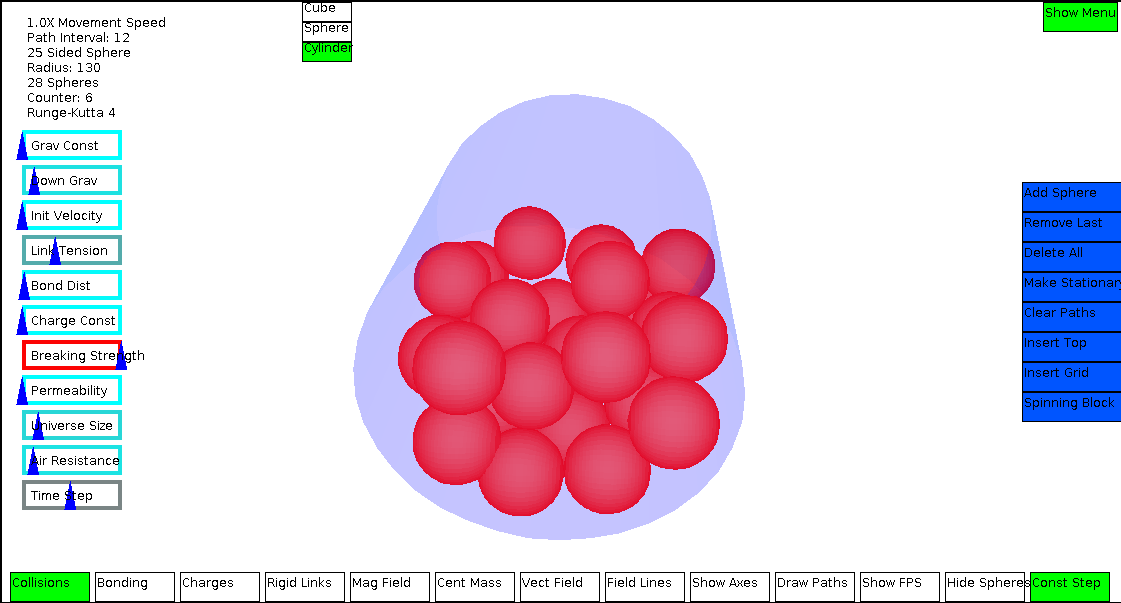 1.0X Movement Speed
Path Interval: 12
25 Sided Sphere
Radius: 130
28 Spheres
Counter: 6
Runge-Kutta 4
Cube
Sphere
Cylinder
Show Menu
Grav Const
Down Grav
Init Velocity
Link Tension
Bond Dist
Charge Const
Breaking Strength
Permeability
Universe Size
Air Resistance
Time Step
Add Sphere
Remove Last
Delete All
Make Stationary
Clear Paths
Insert Top
Insert Grid
Spinning Block
Collisions
Bonding
Charges
Rigid Links
Mag Field
Cent Mass
Vect Field
Field Lines
Show Axes
Draw Paths
Show FPS
Hide Spheres
Const Step